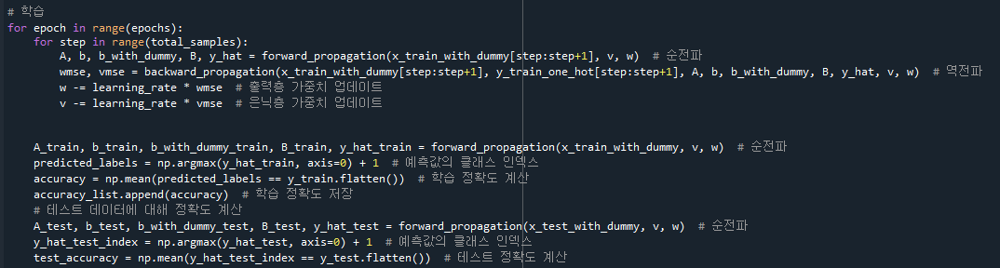 # 학습
for epoch in range(epochs):
    for step in range(total_samples):
        A, b, b_with_dummy, B, y_hat = forward_propagation(x_train_with_dummy[step:step+1], v, w)  # 순전파
        wmse, vmse = backward_propagation(x_train_with_dummy[step:step+1], y_train_one_hot[step:step+1], A, b, b_with_dummy, B, y_hat, v, w)  # 역전파
        w -= learning_rate * wmse  # 출력층 가중치 업데이트
        v -= learning_rate * vmse  # 은닉층 가중치 업데이트
    A_train, b_train, b_with_dummy_train, B_train, y_hat_train = forward_propagation(x_train_with_dummy, v, w)  # 순전파
    predicted_labels = np.argmax(y_hat_train, axis=0) + 1  # 예측값의 클래스 인덱스
    accuracy = np.mean(predicted_labels == y_train.flatten())  # 학습 정확도 계산
    accuracy_list.append(accuracy)  # 학습 정확도 저장
    # 테스트 데이터에 대해 정확도 계산
    A_test, b_test, b_with_dummy_test, B_test, y_hat_test = forward_propagation(x_test_with_dummy, v, w)  # 순전파
    y_hat_test_index = np.argmax(y_hat_test, axis=0) + 1  # 예측값의 클래스 인덱스
    test_accuracy = np.mean(y_hat_test_index == y_test.flatten())  # 테스트 정확도 계산